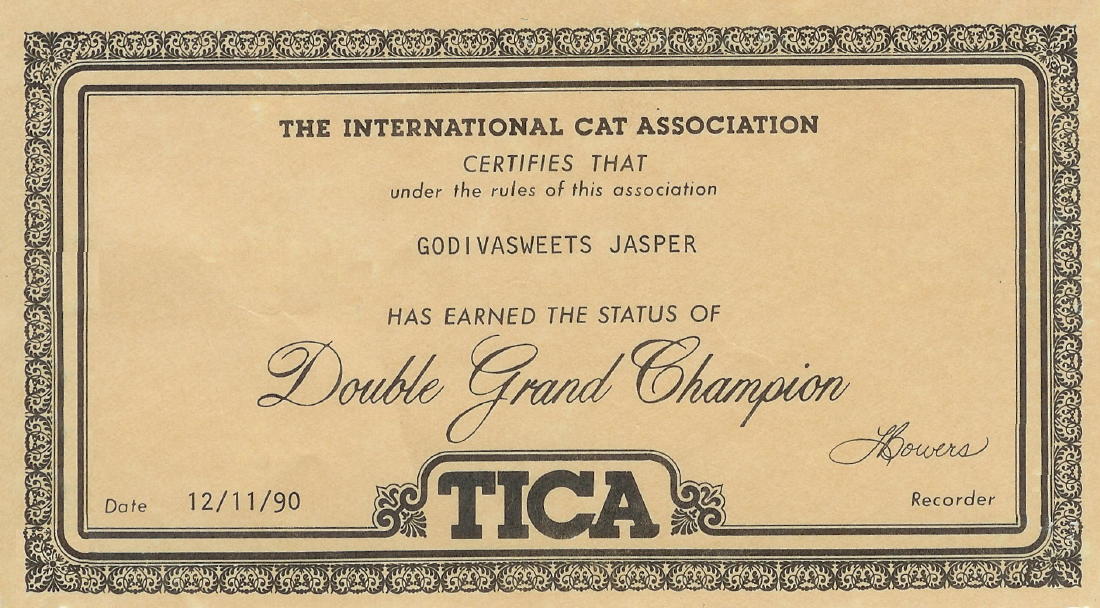 THE INTERNATIONAL CAT ASSOCIATION
CERTIFIES THAT
under the rules of this association
GODIVASWEETS JASPER
HAS EARNED THE STATUS OF
Double Grand Champion
Bowers
TICA
Date 12/11/90
Recorder